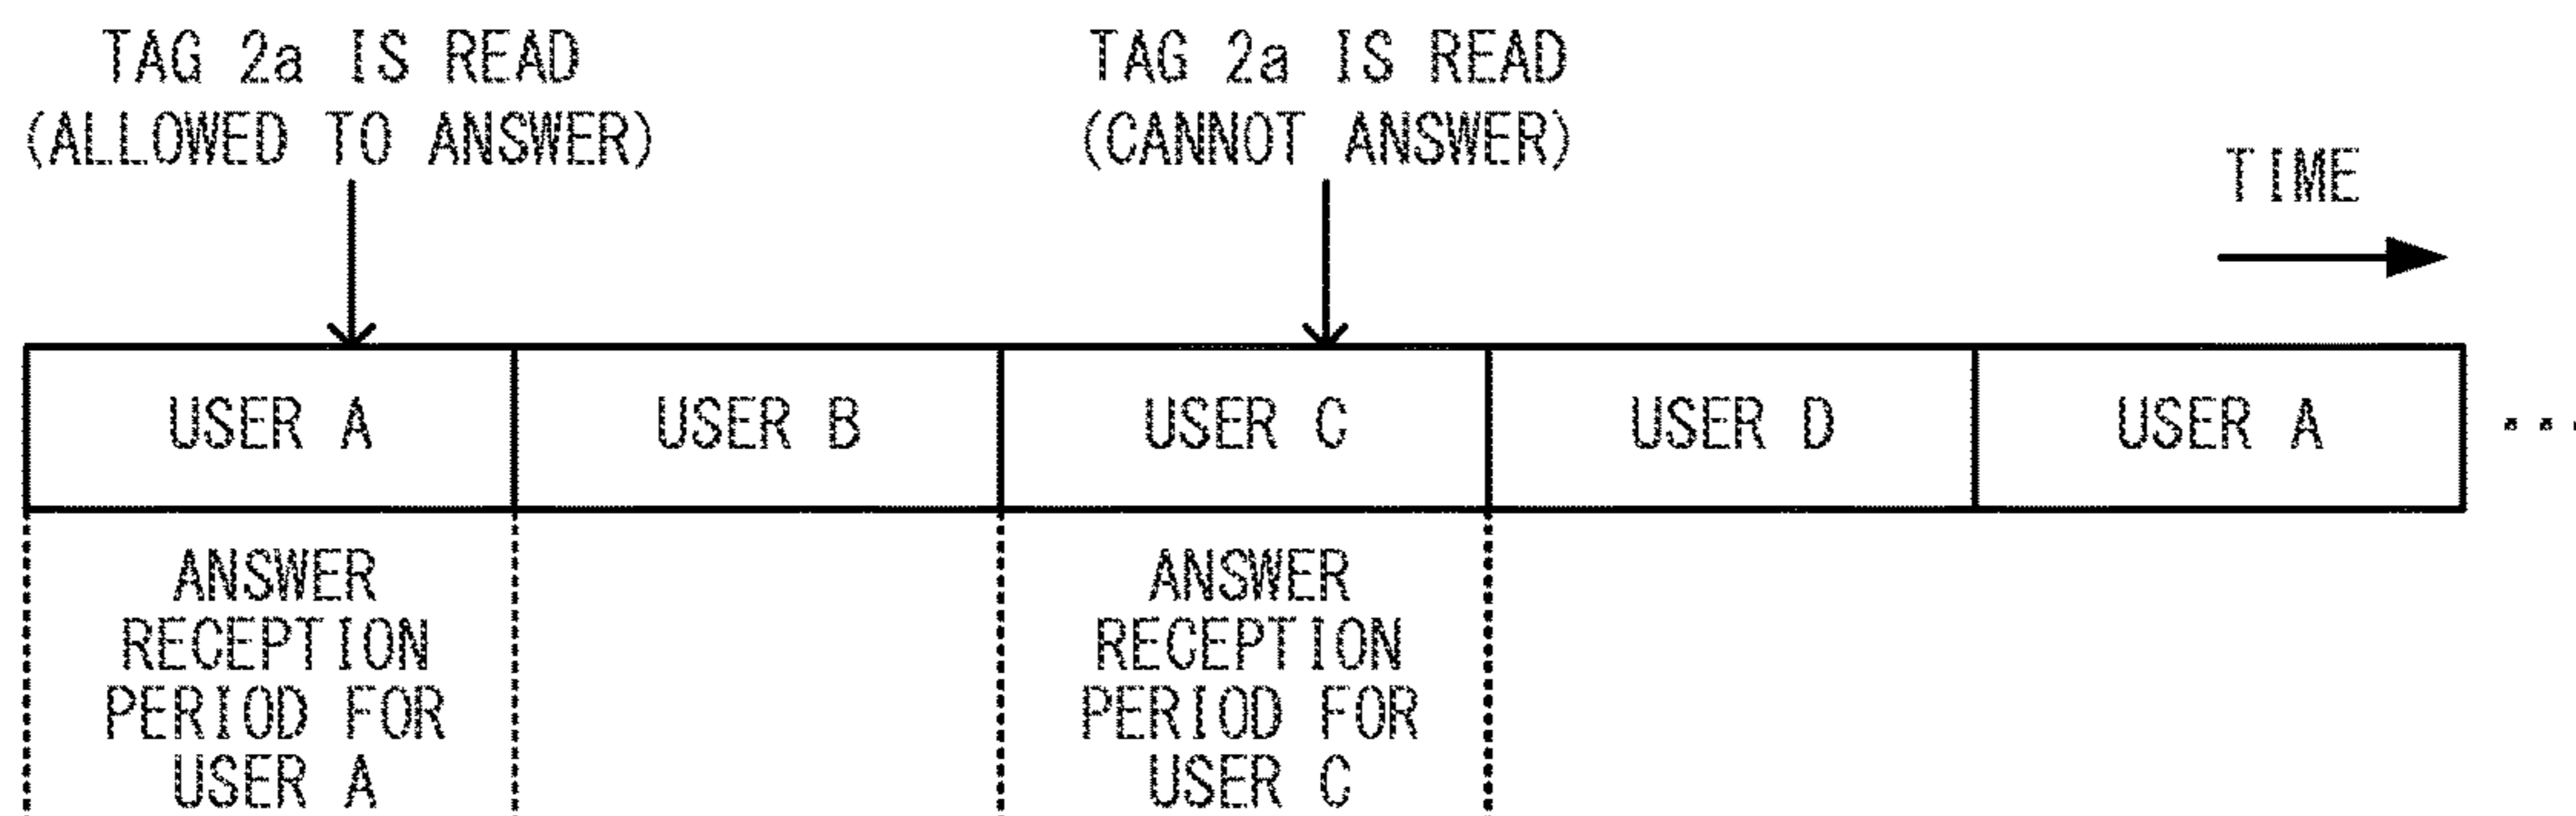 TAG 2a IS READ
(ALLOWED TO ANSWER)
TAG 2a IS READ
(CANNOT ANSWER)
TIME
USER A
USER B
USER C
USER D
USER A
...
ANSWER
RECEPTION
PERIOD FOR
USER A
ANSWER
RECEPTION
PERIOD FOR
USER C